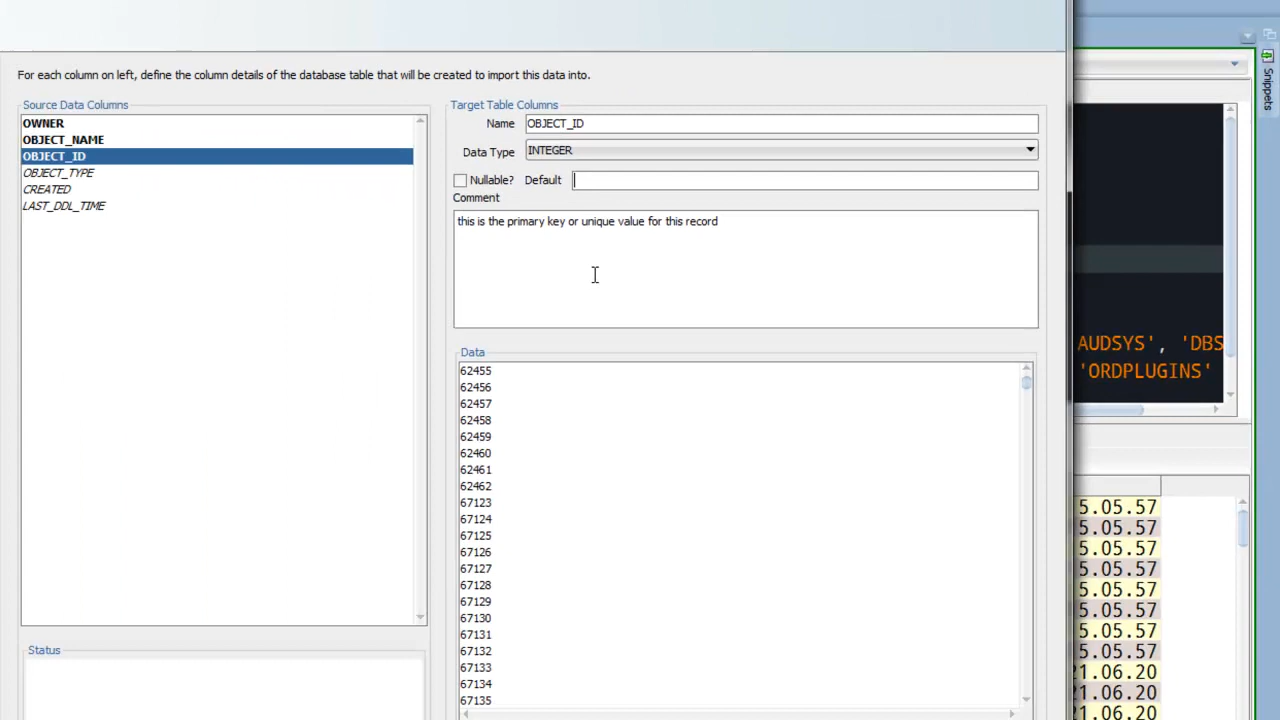 For each column on left, define the column details of the database table that will be created to import this data into.
Source Data Columns
OWNER
OBJECT_NAME
OBJECT_ID
OBJECT_TYPE
CREATED
LAST_DDL_TIME
Status
Target Table Columns
Name OBJECT_ID
Data Type INTEGER
Nullable? Default
Comment
this is the primary key or unique value for this record
Data
62455
62456
62457
62458
62459
62460
62461
62462
67123
67124
67125
67126
67127
67128
67129
67130
67131
67132
67133
67134
67135
Snippets
AUDSYS', 'DBS
'ORDPLUGINS'
5.05.57
5.05.57
5.05.57
5.05.57
5.05.57
5.05.57
5.05.57
5.05.57
21.06.20
21.06.20
21.06.20